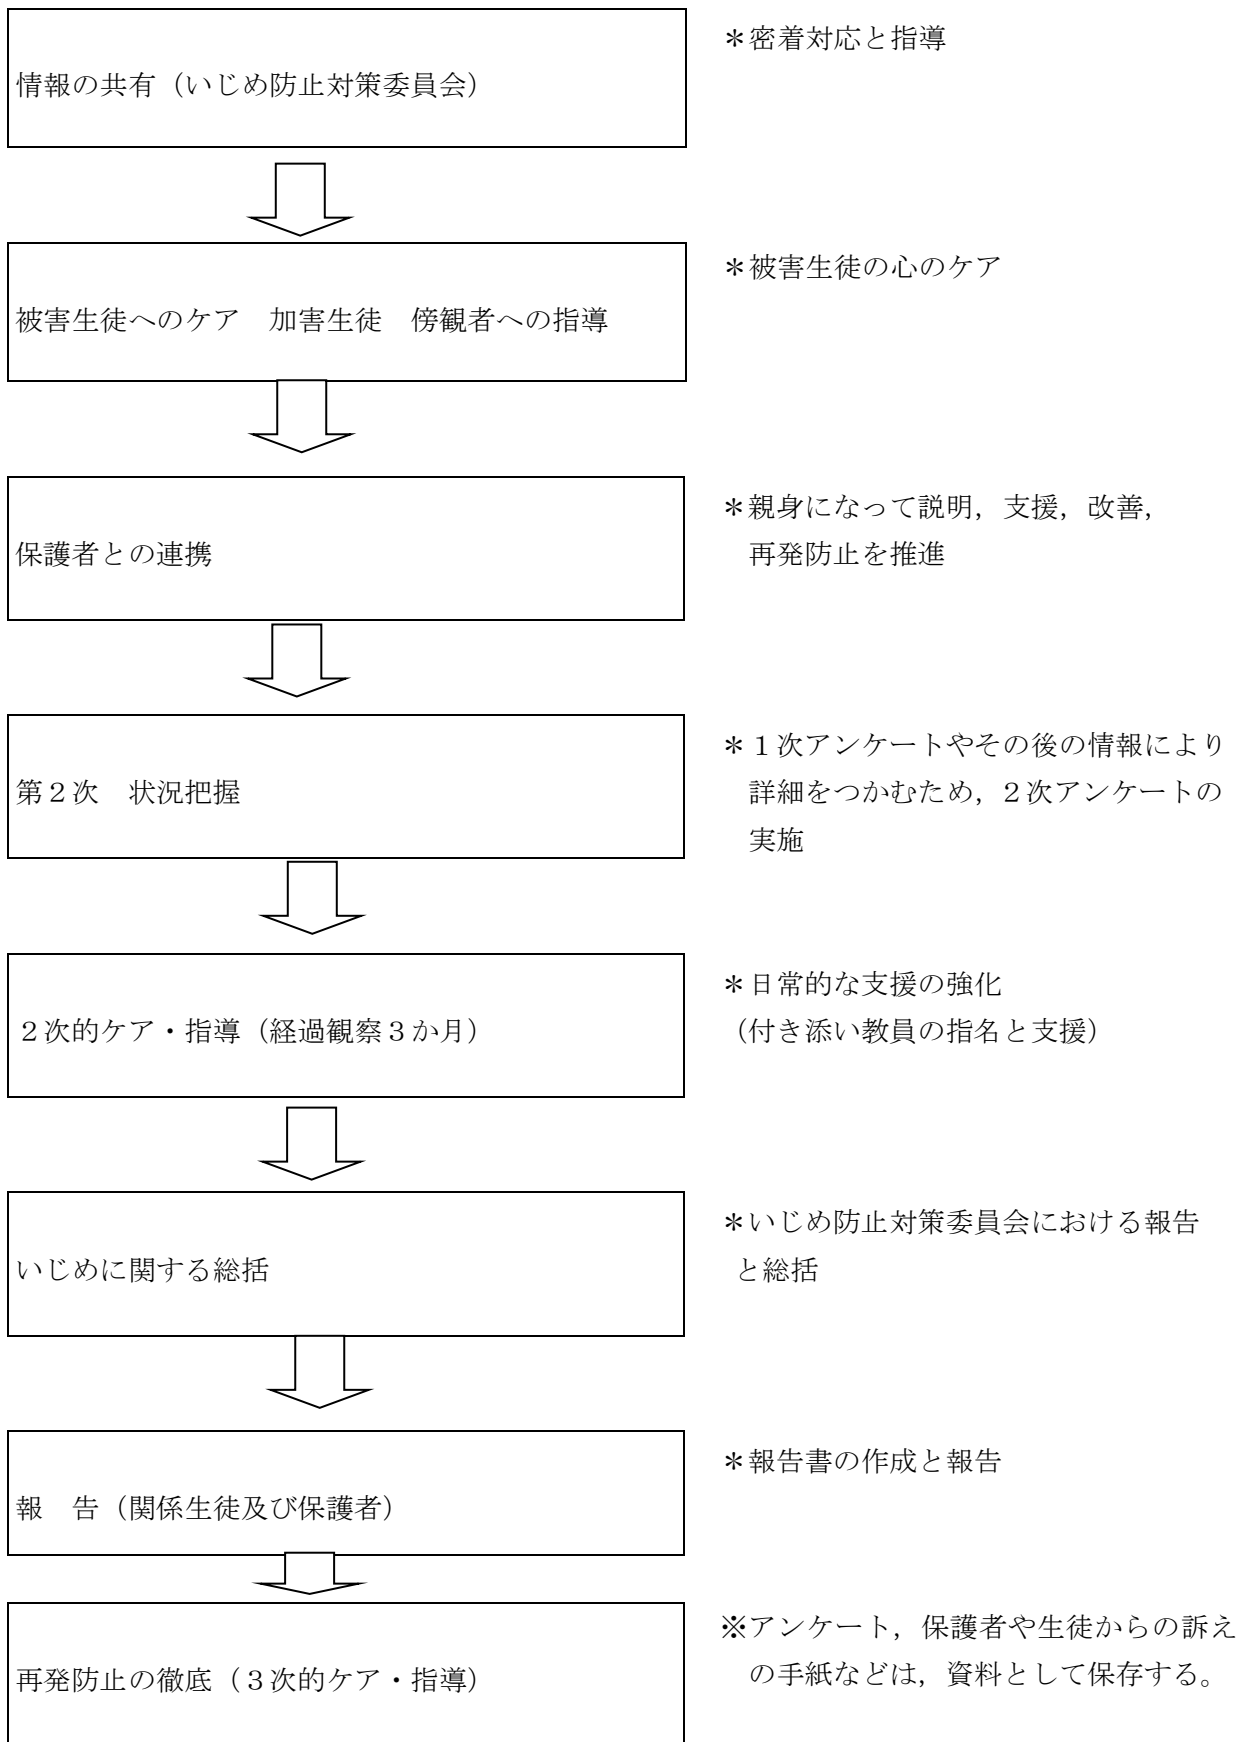 ＊密着対応と指導
情報の共有（いじめ防止対策委員会）
＊被害生徒の心のケア
被害生徒へのケア　加害生徒　傍観者への指導
＊親身になって説明，支援，改善，
保護者との連携
再発防止を推進
＊１次アンケートやその後の情報により
第２次　状況把握
詳細をつかむため，２次アンケートの
実施
＊日常的な支援の強化
２次的ケア・指導（経過観察３か月）
（付き添い教員の指名と支援）
＊いじめ防止対策委員会における報告
いじめに関する総括
と総括
＊報告書の作成と報告
報　告（関係生徒及び保護者）
※アンケート，保護者や生徒からの訴え
再発防止の徹底（３次的ケア・指導）
の手紙などは，資料として保存する。